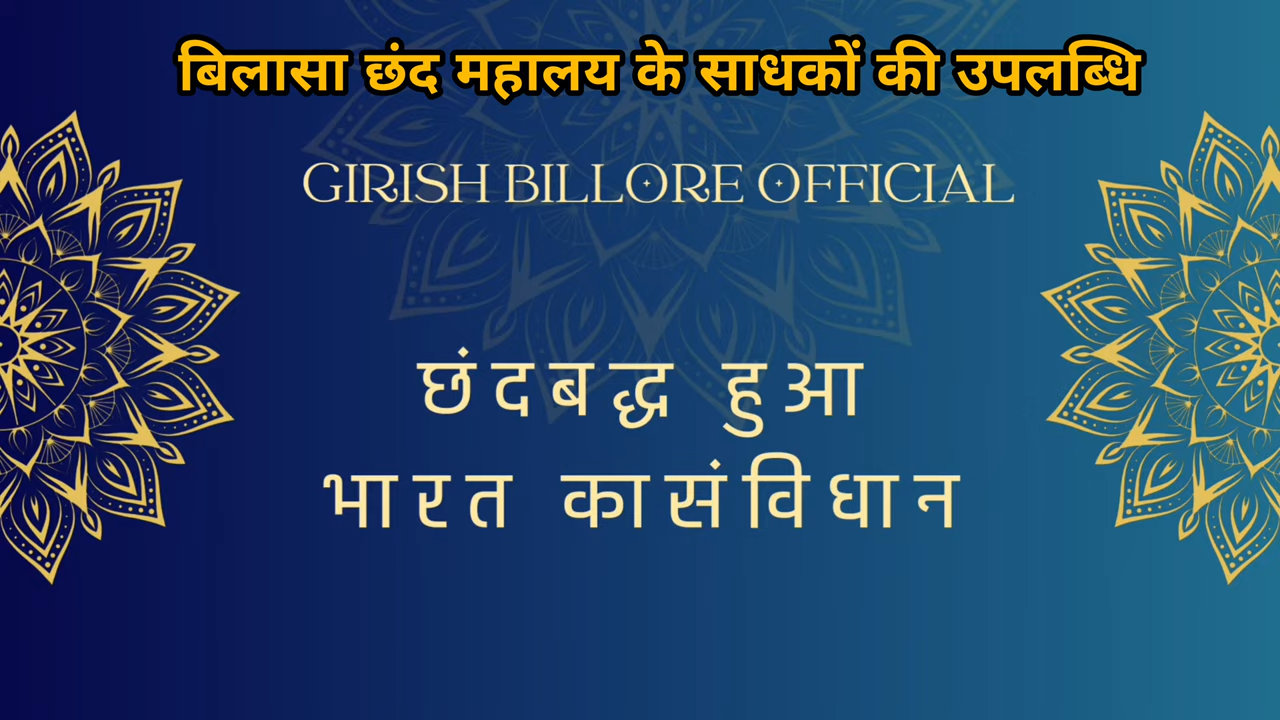 बिलासा छंद महालय के साधकों की उपलब्धि
GIRISH BILLORE OFFICIAL
छंदबद्ध हुआ
भारत कासंविधान